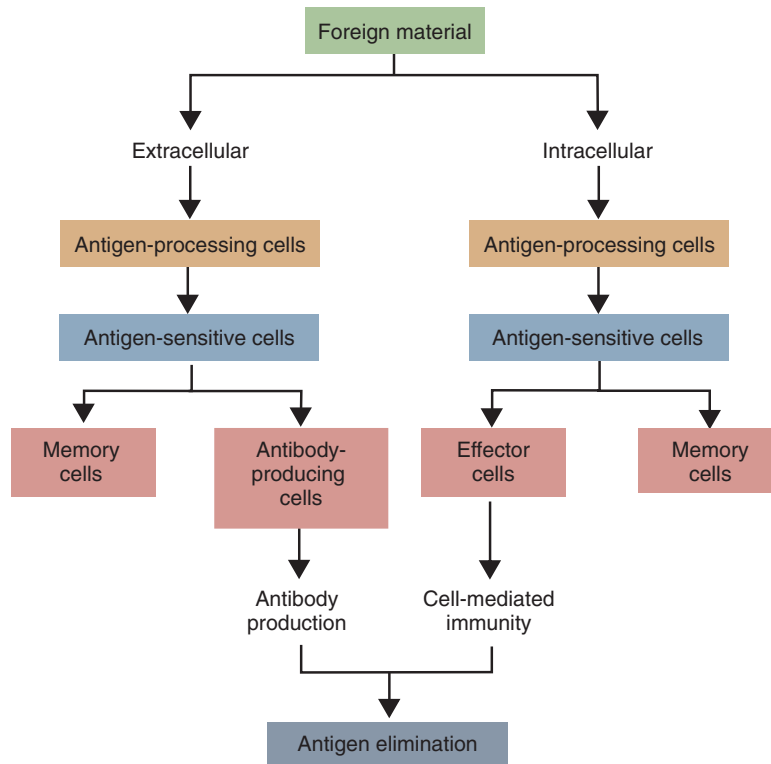 Foreign material
Extracellular
Intracellular
Antigen-processing cells
Antigen-processing cells
Antigen-sensitive cells
Antigen-sensitive cells
Memory
cells
Antibody-
producing
cells
Effector
cells
Memory
cells
Antibody
production
Cell-mediated
immunity
Antigen elimination